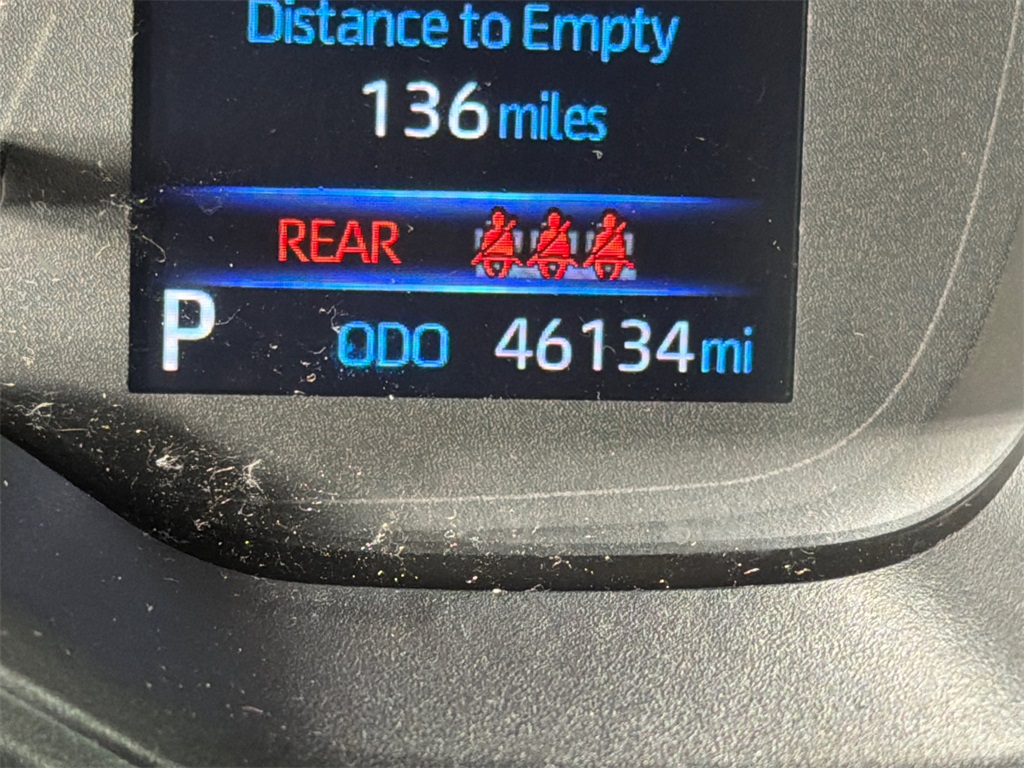 Distance to Empty
136 miles
REAR
P ODO 46134 mi